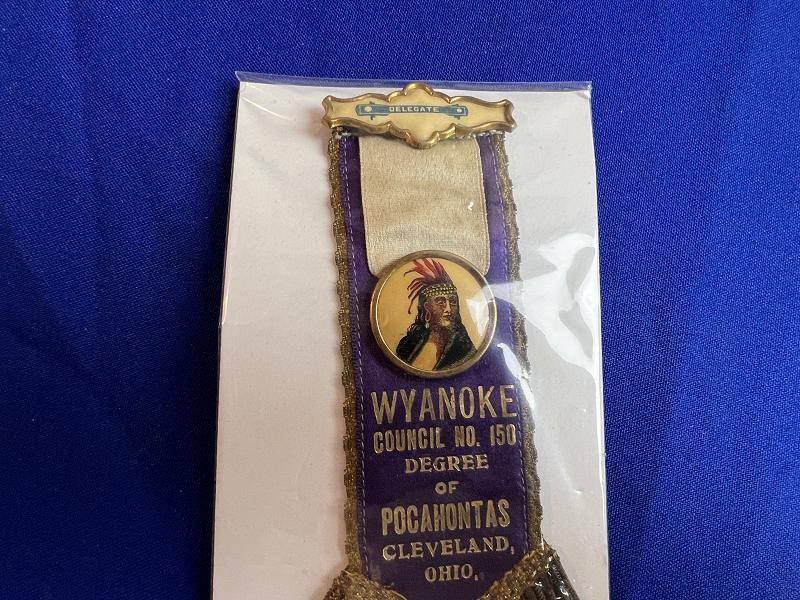 DELEGATE
WYANOKE
COUNCIL NO. 150
DEGREE
OF
POCAHONTAS
CLEVELAND,
OHIO.